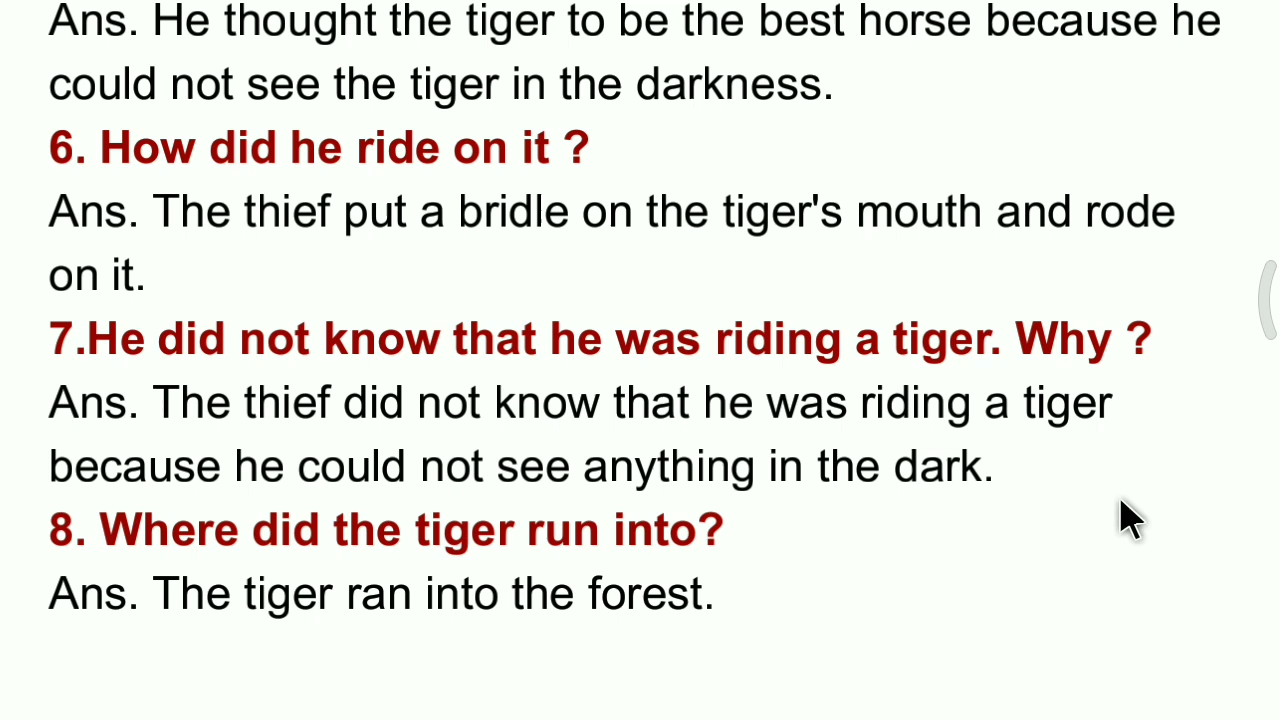 Ans. He thought the tiger to be the best horse because he
could not see the tiger in the darkness.
6. How did he ride on it ?
Ans. The thief put a bridle on the tiger's mouth and rode
on it.
7.He did not know that he was riding a tiger. Why ?
Ans. The thief did not know that he was riding a tiger
because he could not see anything in the dark.
8. Where did the tiger run into?
Ans. The tiger ran into the forest.